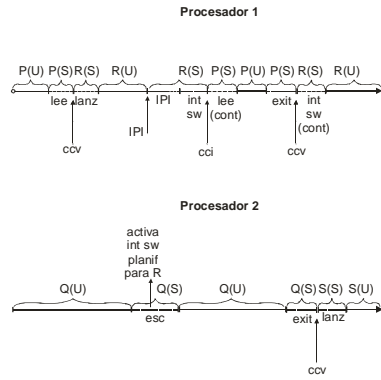 Procesador 1
P(U) P(S) R(S) R(U) R(S) P(S) P(U) P(S) R(S) R(U)
lee lanz IPI int sw lee (cont) exit int sw (cont)
IPI
ccv cci ccv
Procesador 2
activa
int sw
planif
para R
Q(U) Q(S) Q(U) Q(S) S(S) S(U)
esc exit lanz
ccv